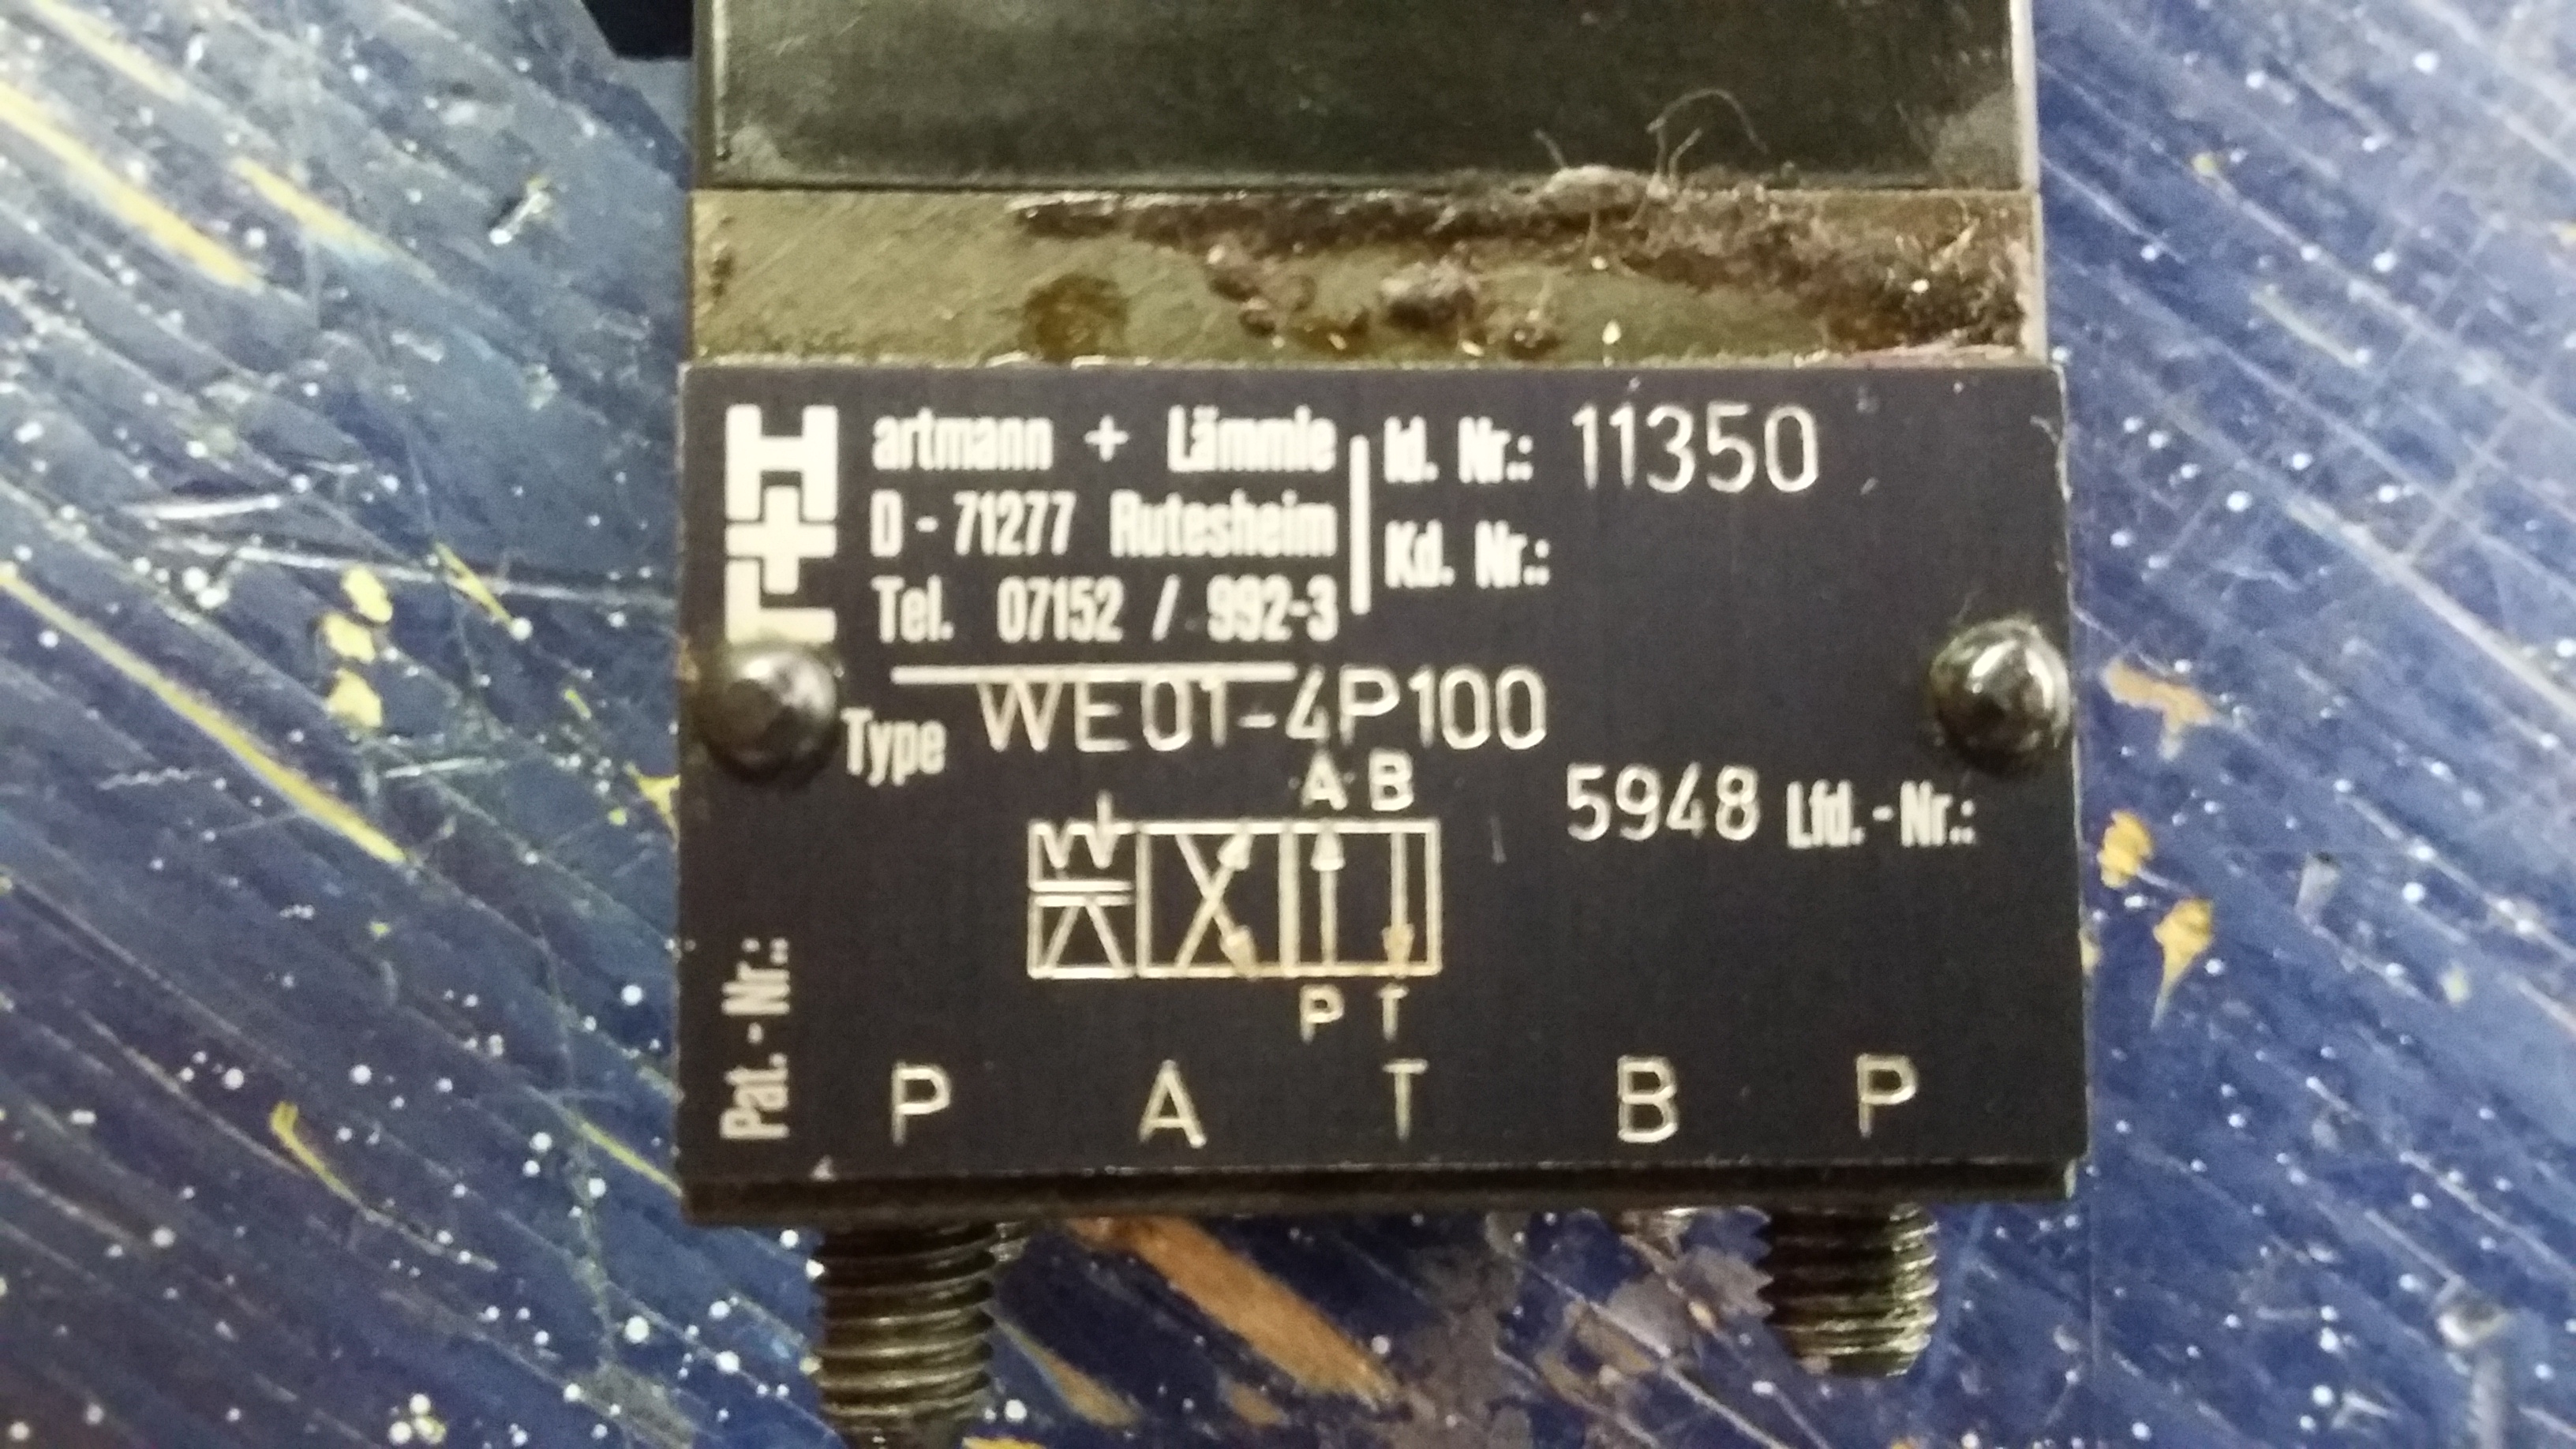 H+L
artmann + Lämmle
D - 71277 Rutesheim
Tel. 07152 / 992-3
Id. Nr.: 11350
Kd. Nr.:
Type WE01-4P100
A B
5948 Lfd.-Nr.:
P T
Pat.-Nr.:
P A T B P